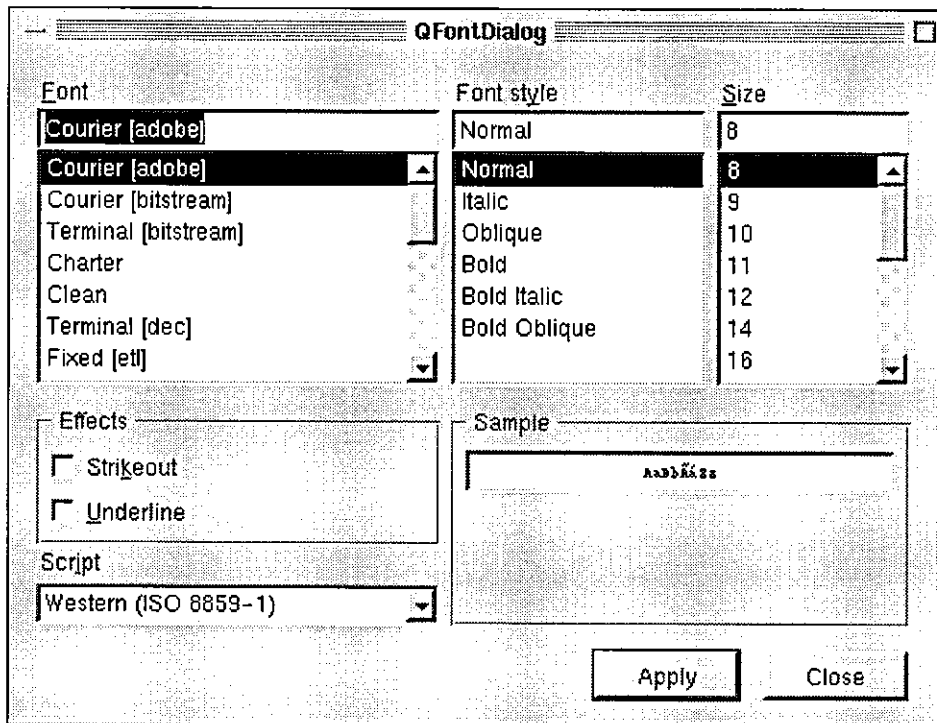 QFontDialog
Font
Courier [adobe]
Courier [adobe]
Courier [bitstream]
Terminal [bitstream]
Charter
Clean
Terminal [dec]
Fixed [etl]
Font style
Normal
Normal
Italic
Oblique
Bold
Bold Italic
Bold Oblique
Size
8
8
9
10
11
12
14
16
Effects
Strikeout
Underline
Script
Western (ISO 8859-1)
Sample
Apply
Close